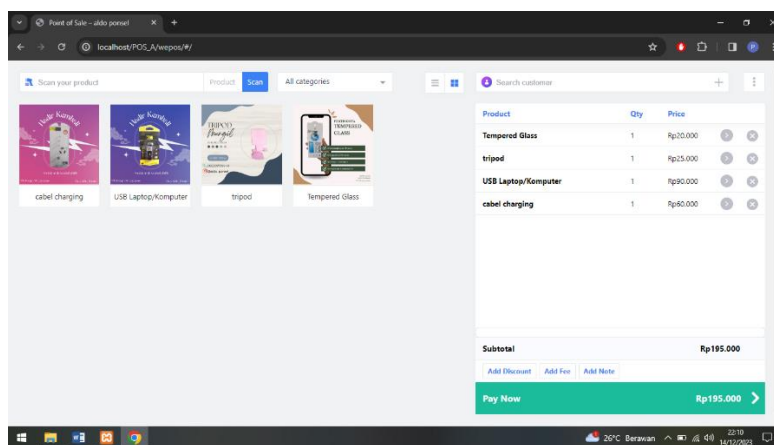 Point of Sale – aldo ponsel
localhost/POS_A/wepos/#/
Scan your product
Product
Scan
All categories
Search customer
cabel charging
USB Laptop/Komputer
tripod
Tempered Glass
TEMPERED
GLASS
Product Qty Price
Tempered Glass 1 Rp20.000
tripod 1 Rp25.000
USB Laptop/Komputer 1 Rp90.000
cabel charging 1 Rp60.000
Subtotal Rp195.000
Add Discount Add Fee Add Note
Pay Now Rp195.000
26°C Berawan
22:10
14/12/2023